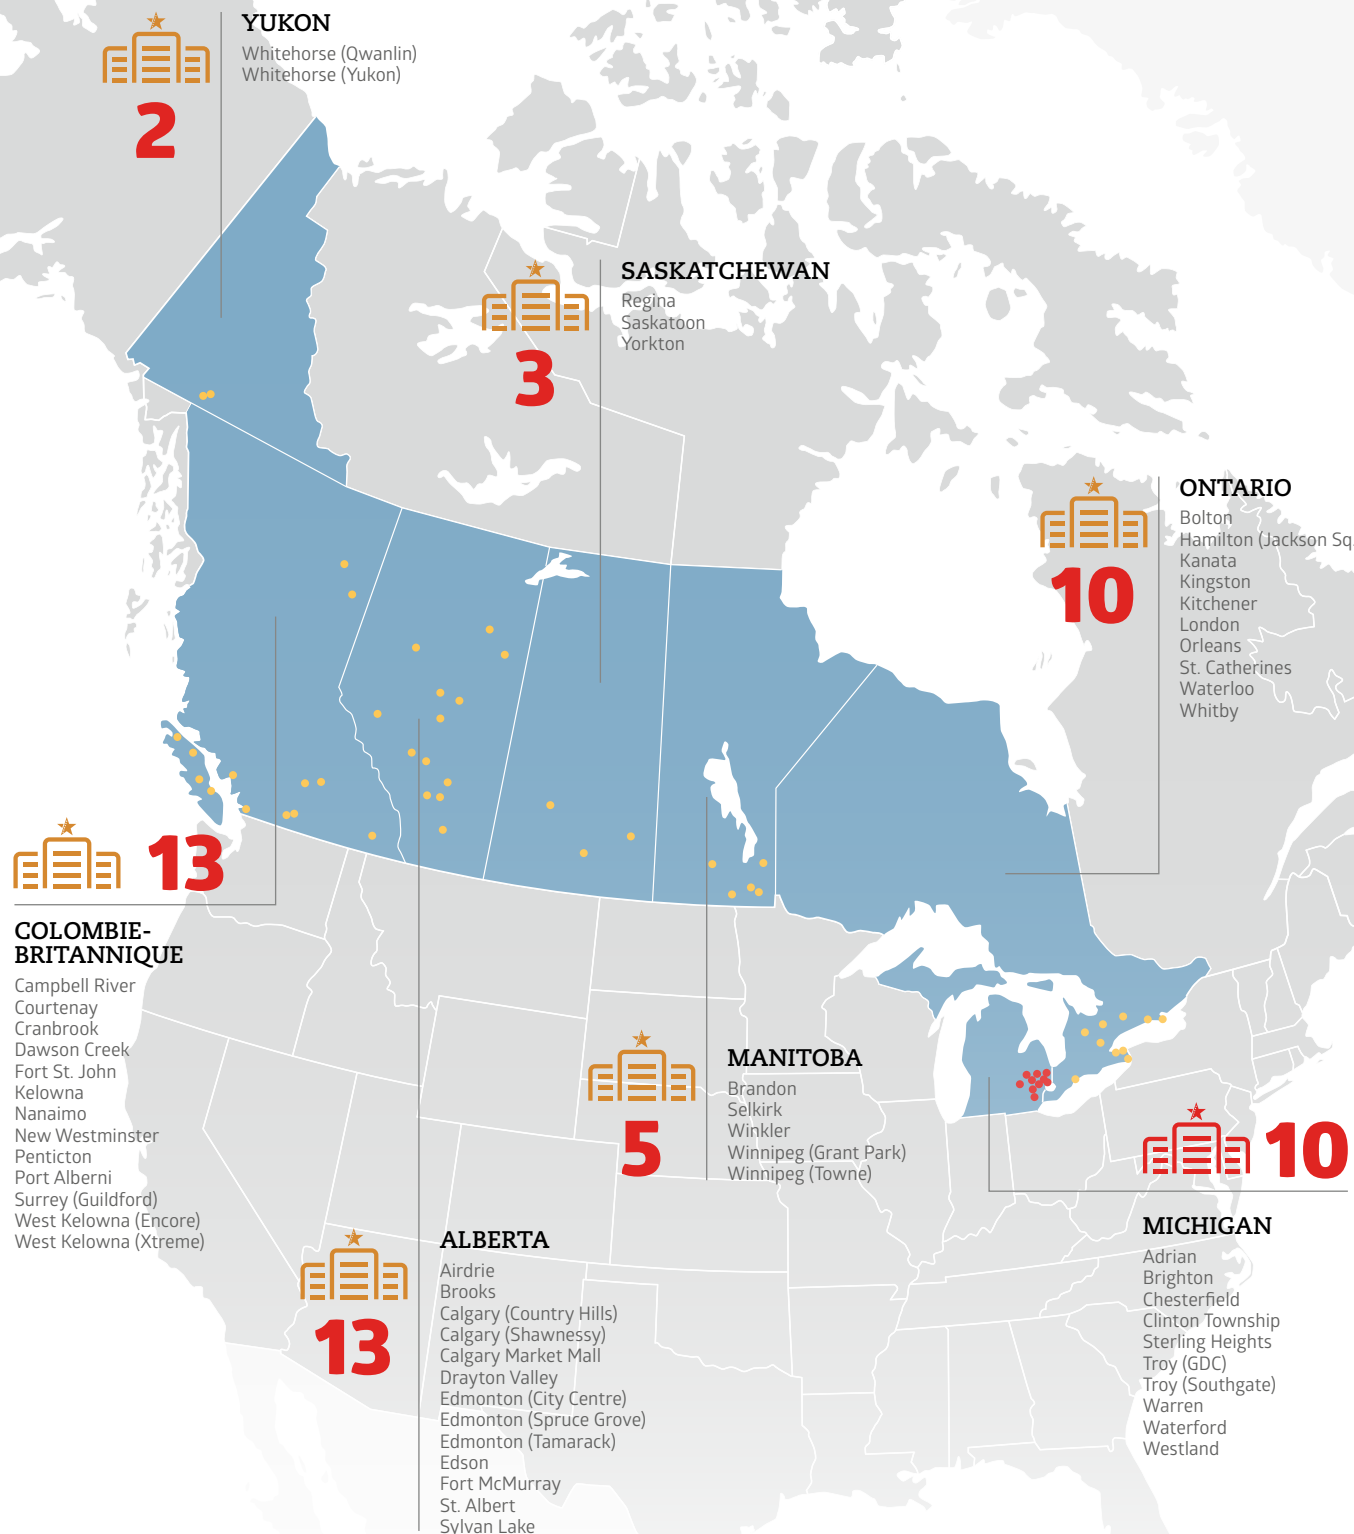 YUKON
Whitehorse (Qwanlin)
Whitehorse (Yukon)
2
SASKATCHEWAN
Regina
Saskatoon
Yorkton
3
ONTARIO
Bolton
Hamilton (Jackson Sq.
Kanata
Kingston
Kitchener
London
Orleans
St. Catherines
Waterloo
Whitby
10
13
COLOMBIE-
BRITANNIQUE
Campbell River
Courtenay
Cranbrook
Dawson Creek
Fort St. John
Kelowna
Nanaimo
New Westminster
Penticton
Port Alberni
Surrey (Guildford)
West Kelowna (Encore)
West Kelowna (Xtreme)
MANITOBA
Brandon
Selkirk
Winkler
Winnipeg (Grant Park)
Winnipeg (Towne)
5
10
MICHIGAN
Adrian
Brighton
Chesterfield
Clinton Township
Sterling Heights
Troy (GDC)
Troy (Southgate)
Warren
Waterford
Westland
ALBERTA
Airdrie
Brooks
Calgary (Country Hills)
Calgary (Shawnessy)
Calgary Market Mall
Drayton Valley
Edmonton (City Centre)
Edmonton (Spruce Grove)
Edmonton (Tamarack)
Edson
Fort McMurray
St. Albert
Sylvan Lake
13